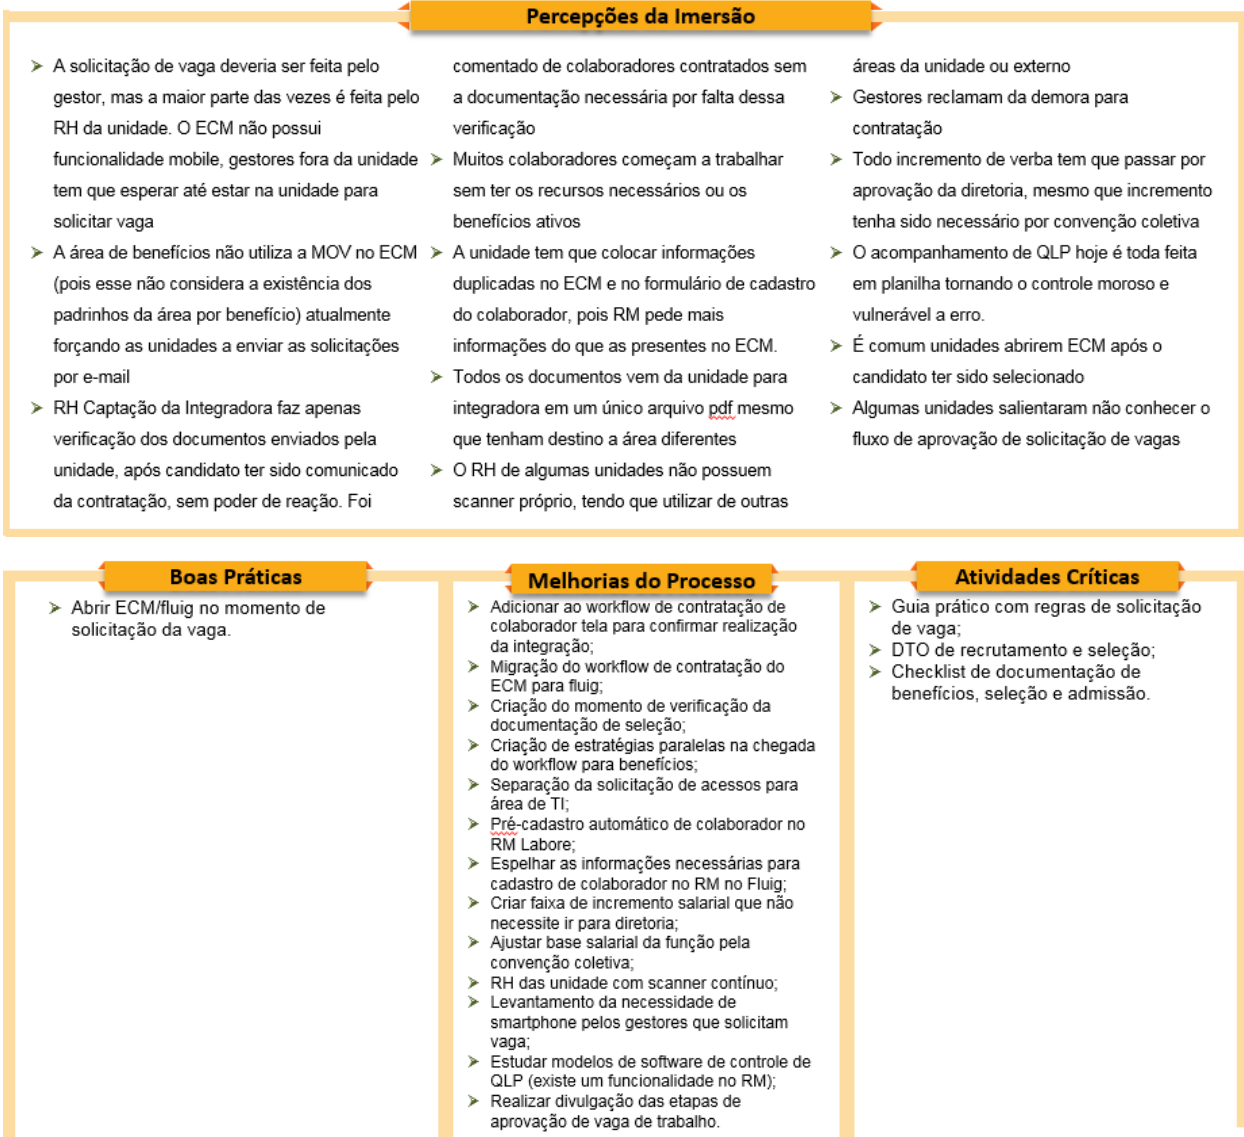 Percepções da Imersão
A solicitação de vaga deveria ser feita pelo
gestor, mas a maior parte das vezes é feita pelo
RH da unidade. O ECM não possui
funcionalidade mobile, gestores fora da unidade
tem que esperar até estar na unidade para
solicitar vaga
A área de benefícios não utiliza a MOV no ECM
(pois esse não considera a existência dos
padrinhos da área por benefício) atualmente
forçando as unidades a enviar as solicitações
por e-mail
RH Captação da Integradora faz apenas
verificação dos documentos enviados pela
unidade, após candidato ter sido comunicado
da contratação, sem poder de reação. Foi
comentado de colaboradores contratados sem
a documentação necessária por falta dessa
verificação
Muitos colaboradores começam a trabalhar
sem ter os recursos necessários ou os
benefícios ativos
A unidade tem que colocar informações
duplicadas no ECM e no formulário de cadastro
do colaborador, pois RM pede mais
informações do que as presentes no ECM.
Todos os documentos vem da unidade para
integradora em um único arquivo pdf mesmo
que tenham destino a área diferentes
O RH de algumas unidades não possuem
scanner próprio, tendo que utilizar de outras
áreas da unidade ou externo
Gestores reclamam da demora para
contratação
Todo incremento de verba tem que passar por
aprovação da diretoria, mesmo que incremento
tenha sido necessário por convenção coletiva
O acompanhamento de QLP hoje é toda feita
em planilha tornando o controle moroso e
vulnerável a erro.
É comum unidades abrirem ECM após o
candidato ter sido selecionado
Algumas unidades salientaram não conhecer o
fluxo de aprovação de solicitação de vagas
Boas Práticas
Abrir ECM/fluig no momento de
solicitação da vaga.
Melhorias do Processo
Adicionar ao workflow de contratação de
colaborador tela para confirmar realização
da integração;
Migração do workflow de contratação do
ECM para fluig;
Criação do momento de verificação da
documentação de seleção;
Criação de estratégias paralelas na chegada
do workflow para benefícios;
Separação da solicitação de acessos para
área de TI;
Pré-cadastro automático de colaborador no
RM Labore;
Espelhar as informações necessárias para
cadastro de colaborador no RM no Fluig;
Criar faixa de incremento salarial que não
necessite ir para diretoria;
Ajustar base salarial da função pela
convenção coletiva;
RH das unidade com scanner contínuo;
Levantamento da necessidade de
smartphone pelos gestores que solicitam
vaga;
Estudar modelos de software de controle de
QLP (existe um funcionalidade no RM);
Realizar divulgação das etapas de
aprovação de vaga de trabalho.
Atividades Críticas
Guia prático com regras de solicitação
de vaga;
DTO de recrutamento e seleção;
Checklist de documentação de
benefícios, seleção e admissão.